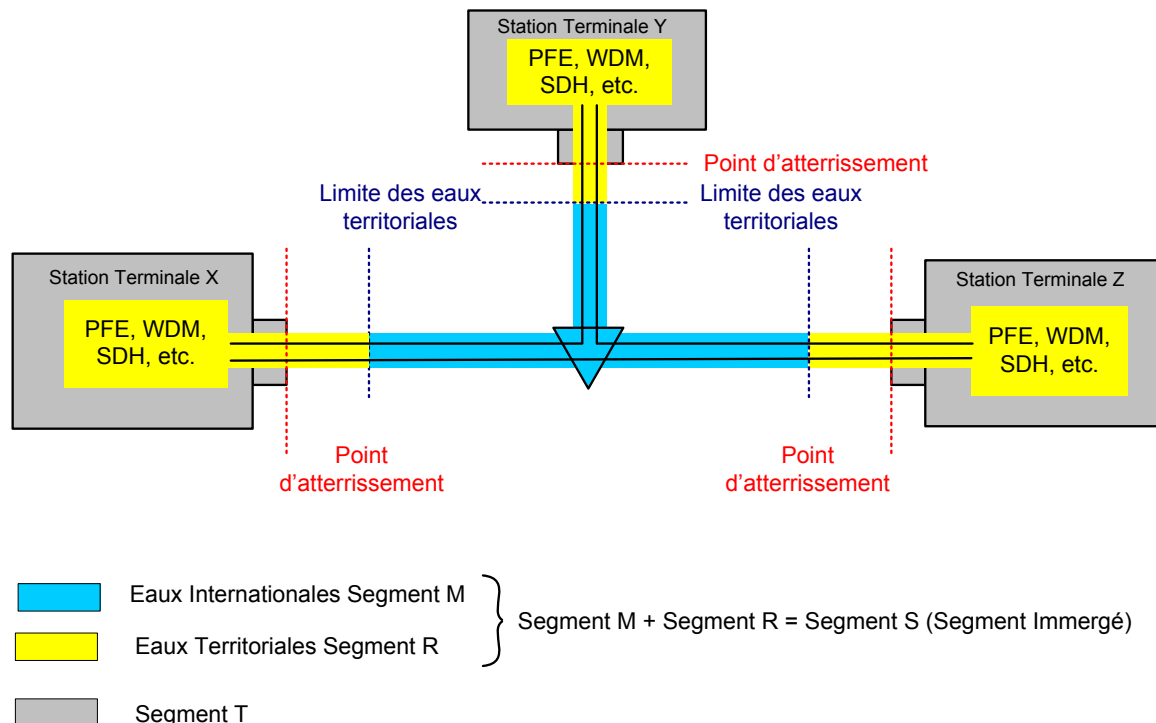 Station Terminale Y
PFE, WDM,
SDH, etc.
Point d'atterrissement
Limite des eaux
territoriales
Limite des eaux
territoriales
Station Terminale X
PFE, WDM,
SDH, etc.
Station Terminale Z
PFE, WDM,
SDH, etc.
Point
d'atterrissement
Point
d'atterrissement
Eaux Internationales Segment M
Eaux Territoriales Segment R
Segment M + Segment R = Segment S (Segment Immergé)
Segment T